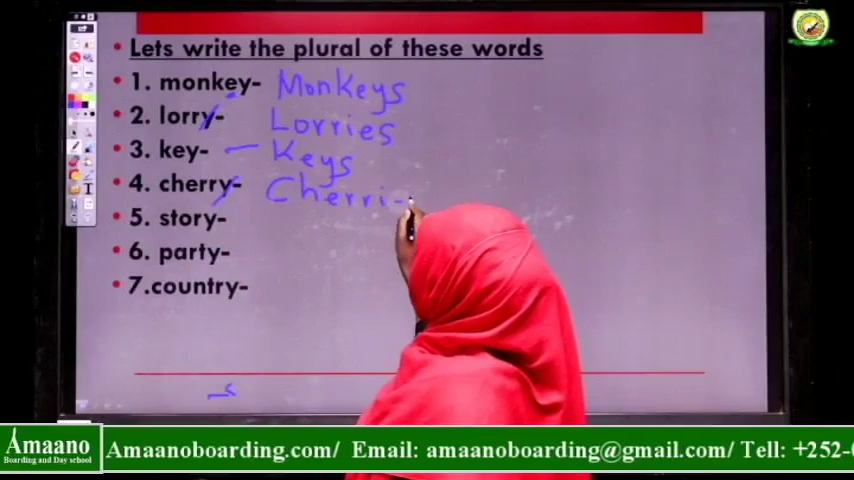 Lets write the plural of these words
1. monkey- Monkeys
2. lorry- Lorries
3. key- Keys
4. cherry- Cherri
5. story-
6. party-
7.country-
Amaano
Boarding and Day school
Amaanoboarding.com/ Email: amaanoboarding@gmail.com/ Tell: +252-